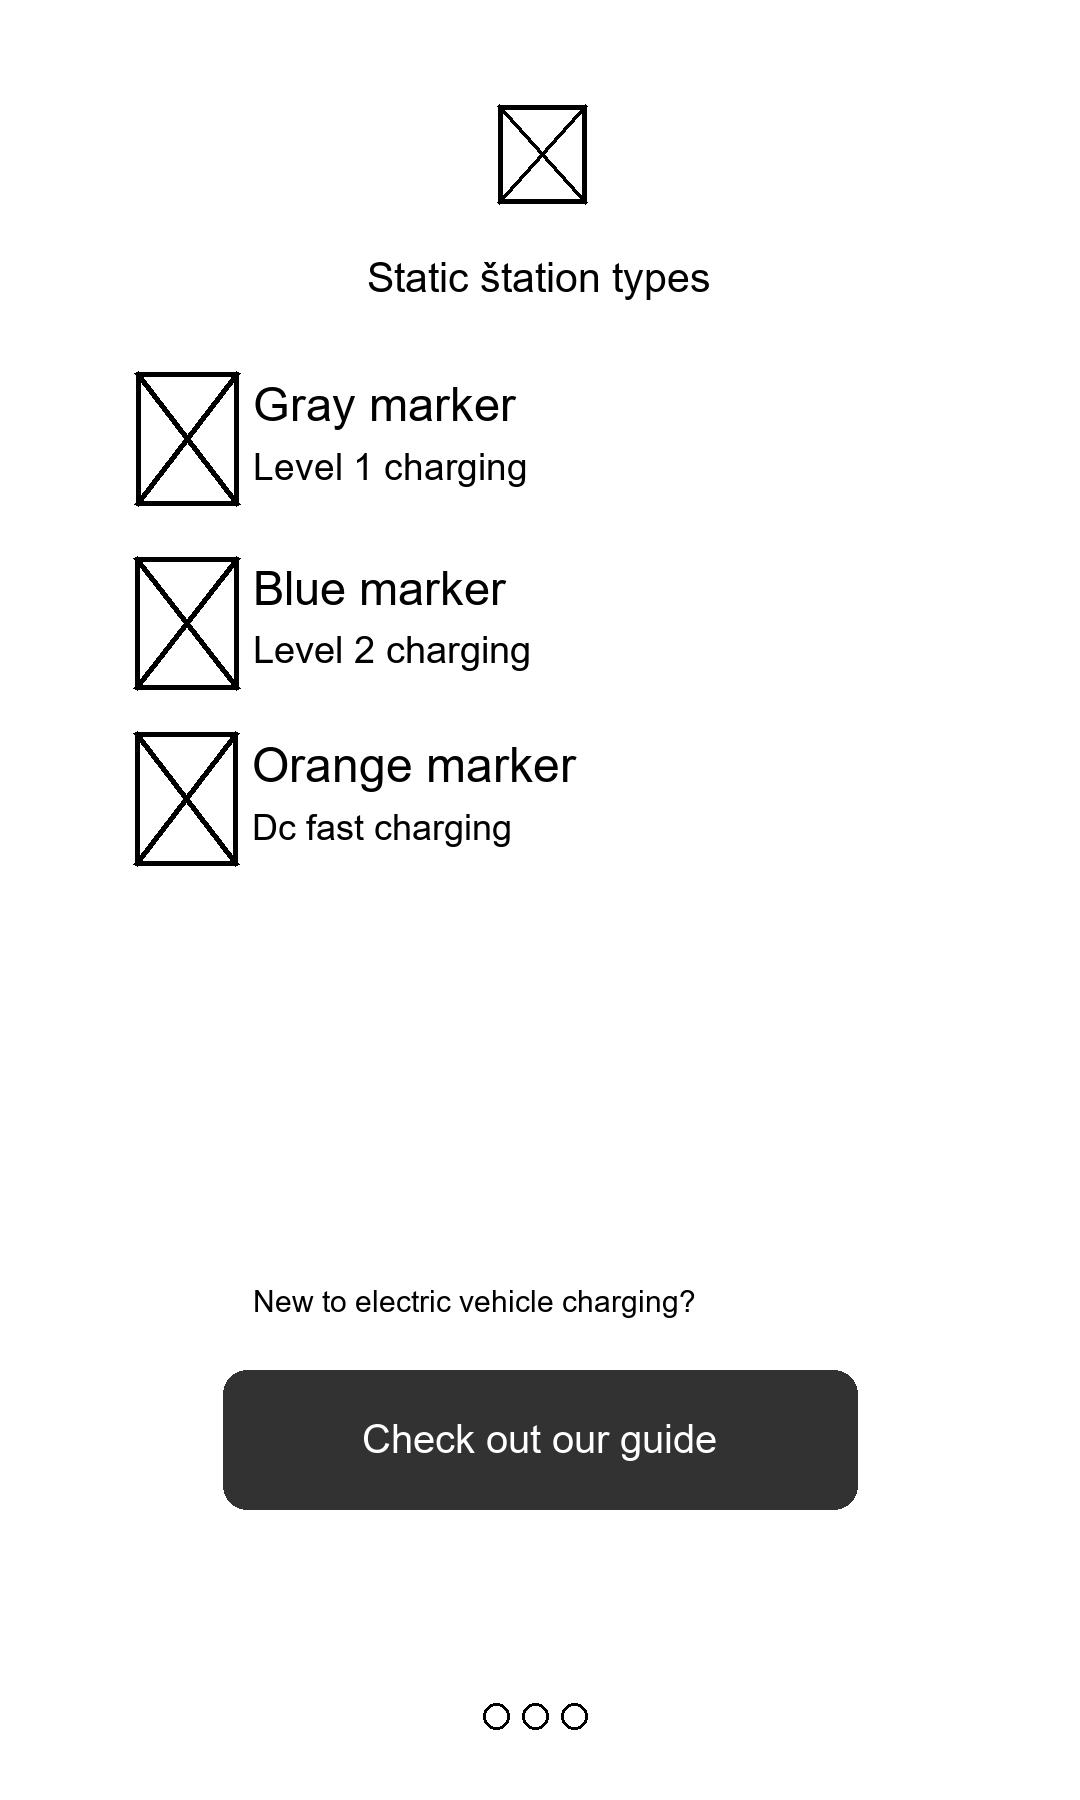 Static štation types
Gray marker
Level 1 charging
Blue marker
Level 2 charging
Orange marker
Dc fast charging
New to electric vehicle charging?
Check out our guide